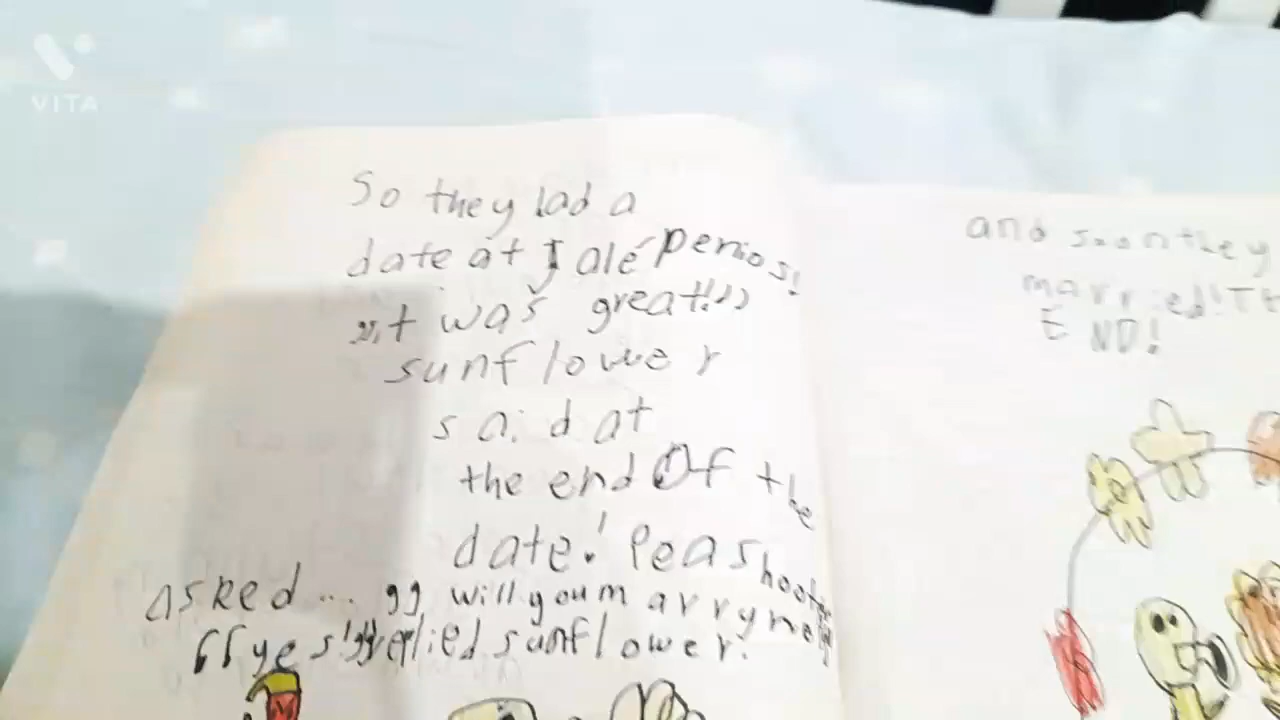 VITA
So they had a
date at Jalé Penios!
"it was great!!"
sunflower
said at
the end Of the
date! Peashooter
asked... "will you marry me
"yes!" replied sunflower.
and soon they
married! THE
END!